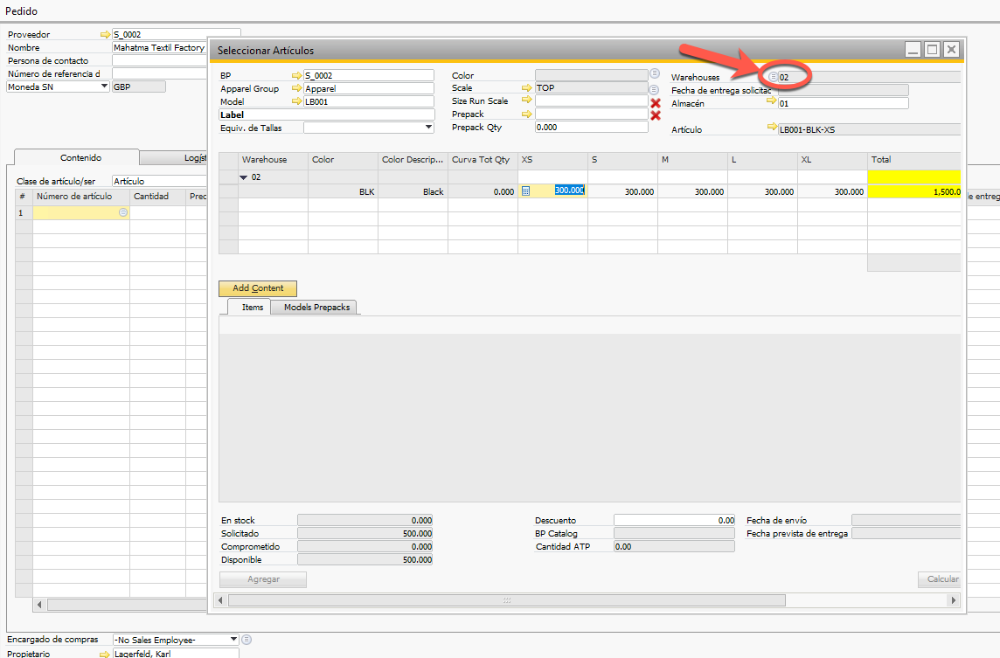 Pedido
Proveedor S_0002
Nombre Mahatma Textil Factory
Persona de contacto
Número de referencia d
Moneda SN GBP
Contenido Logíst
Clase de artículo/ser Artículo
# Número de artículo Cantidad Prec
1
Seleccionar Artículos
BP S_0002
Apparel Group Apparel
Model LB001
Label
Equiv. de Tallas
Color
Scale TOP
Size Run Scale
Prepack
Prepack Qty 0.000
Warehouses 02
Fecha de entrega solicitac
Almacén 01
Artículo LB001-BLK-XS
Warehouse Color Color Descrip... Curva Tot Qty XS S M L XL Total
02
BLK Black 0.000 300.000 300.000 300.000 300.000 300.000 1,500.0
Add Content
Items Models Prepacks
En stock 0.000
Solicitado 500.000
Comprometido 0.000
Disponible 500.000
Descuento 0.00
BP Catalog
Cantidad ATP 0.00
Fecha de envío
Fecha prevista de entrega
Agregar Calcular
e entreg
Encargado de compras -No Sales Employee-
Propietario Lagerfeld, Karl